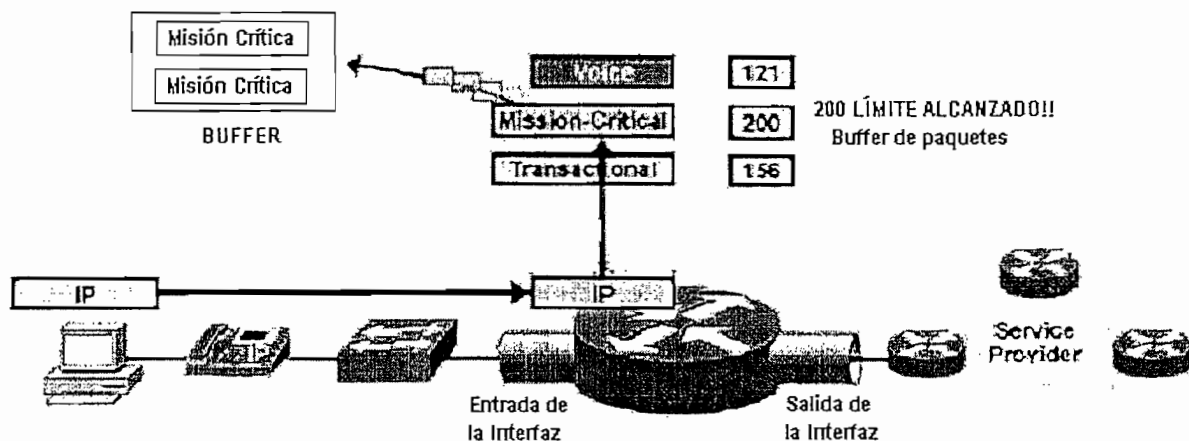 Misión Crítica
Misión Crítica
BUFFER
Voice
121
Mission-Critical
200
200 LÍMITE ALCANZADO!!
Buffer de paquetes
Transactional
156
IP
IP
Service
Provider
Entrada de
la Interfaz
Salida de
la Interfaz